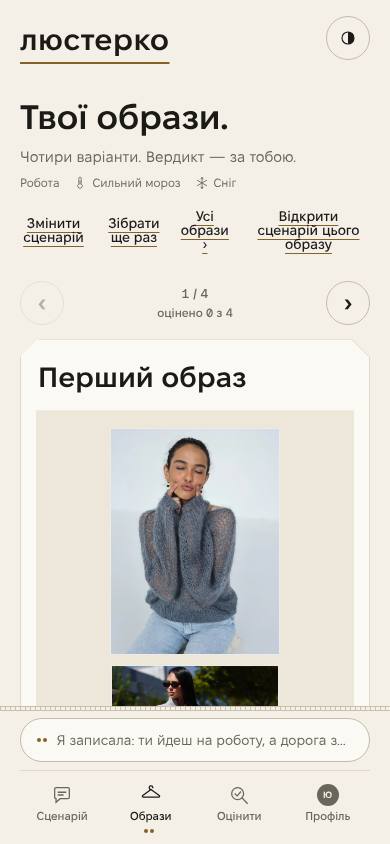 люстерко
Твої образи.
Чотири варіанти. Вердикт — за тобою.
Робота Сильний мороз Сніг
Змінити сценарій
Зібрати ще раз
Усі образи ›
Відкрити сценарій цього образу
‹ 1 / 4 ›
оцінено 0 з 4
Перший образ
Я записала: ти йдеш на роботу, а дорога з...
Сценарій Образи Оцінити Профіль
Ю